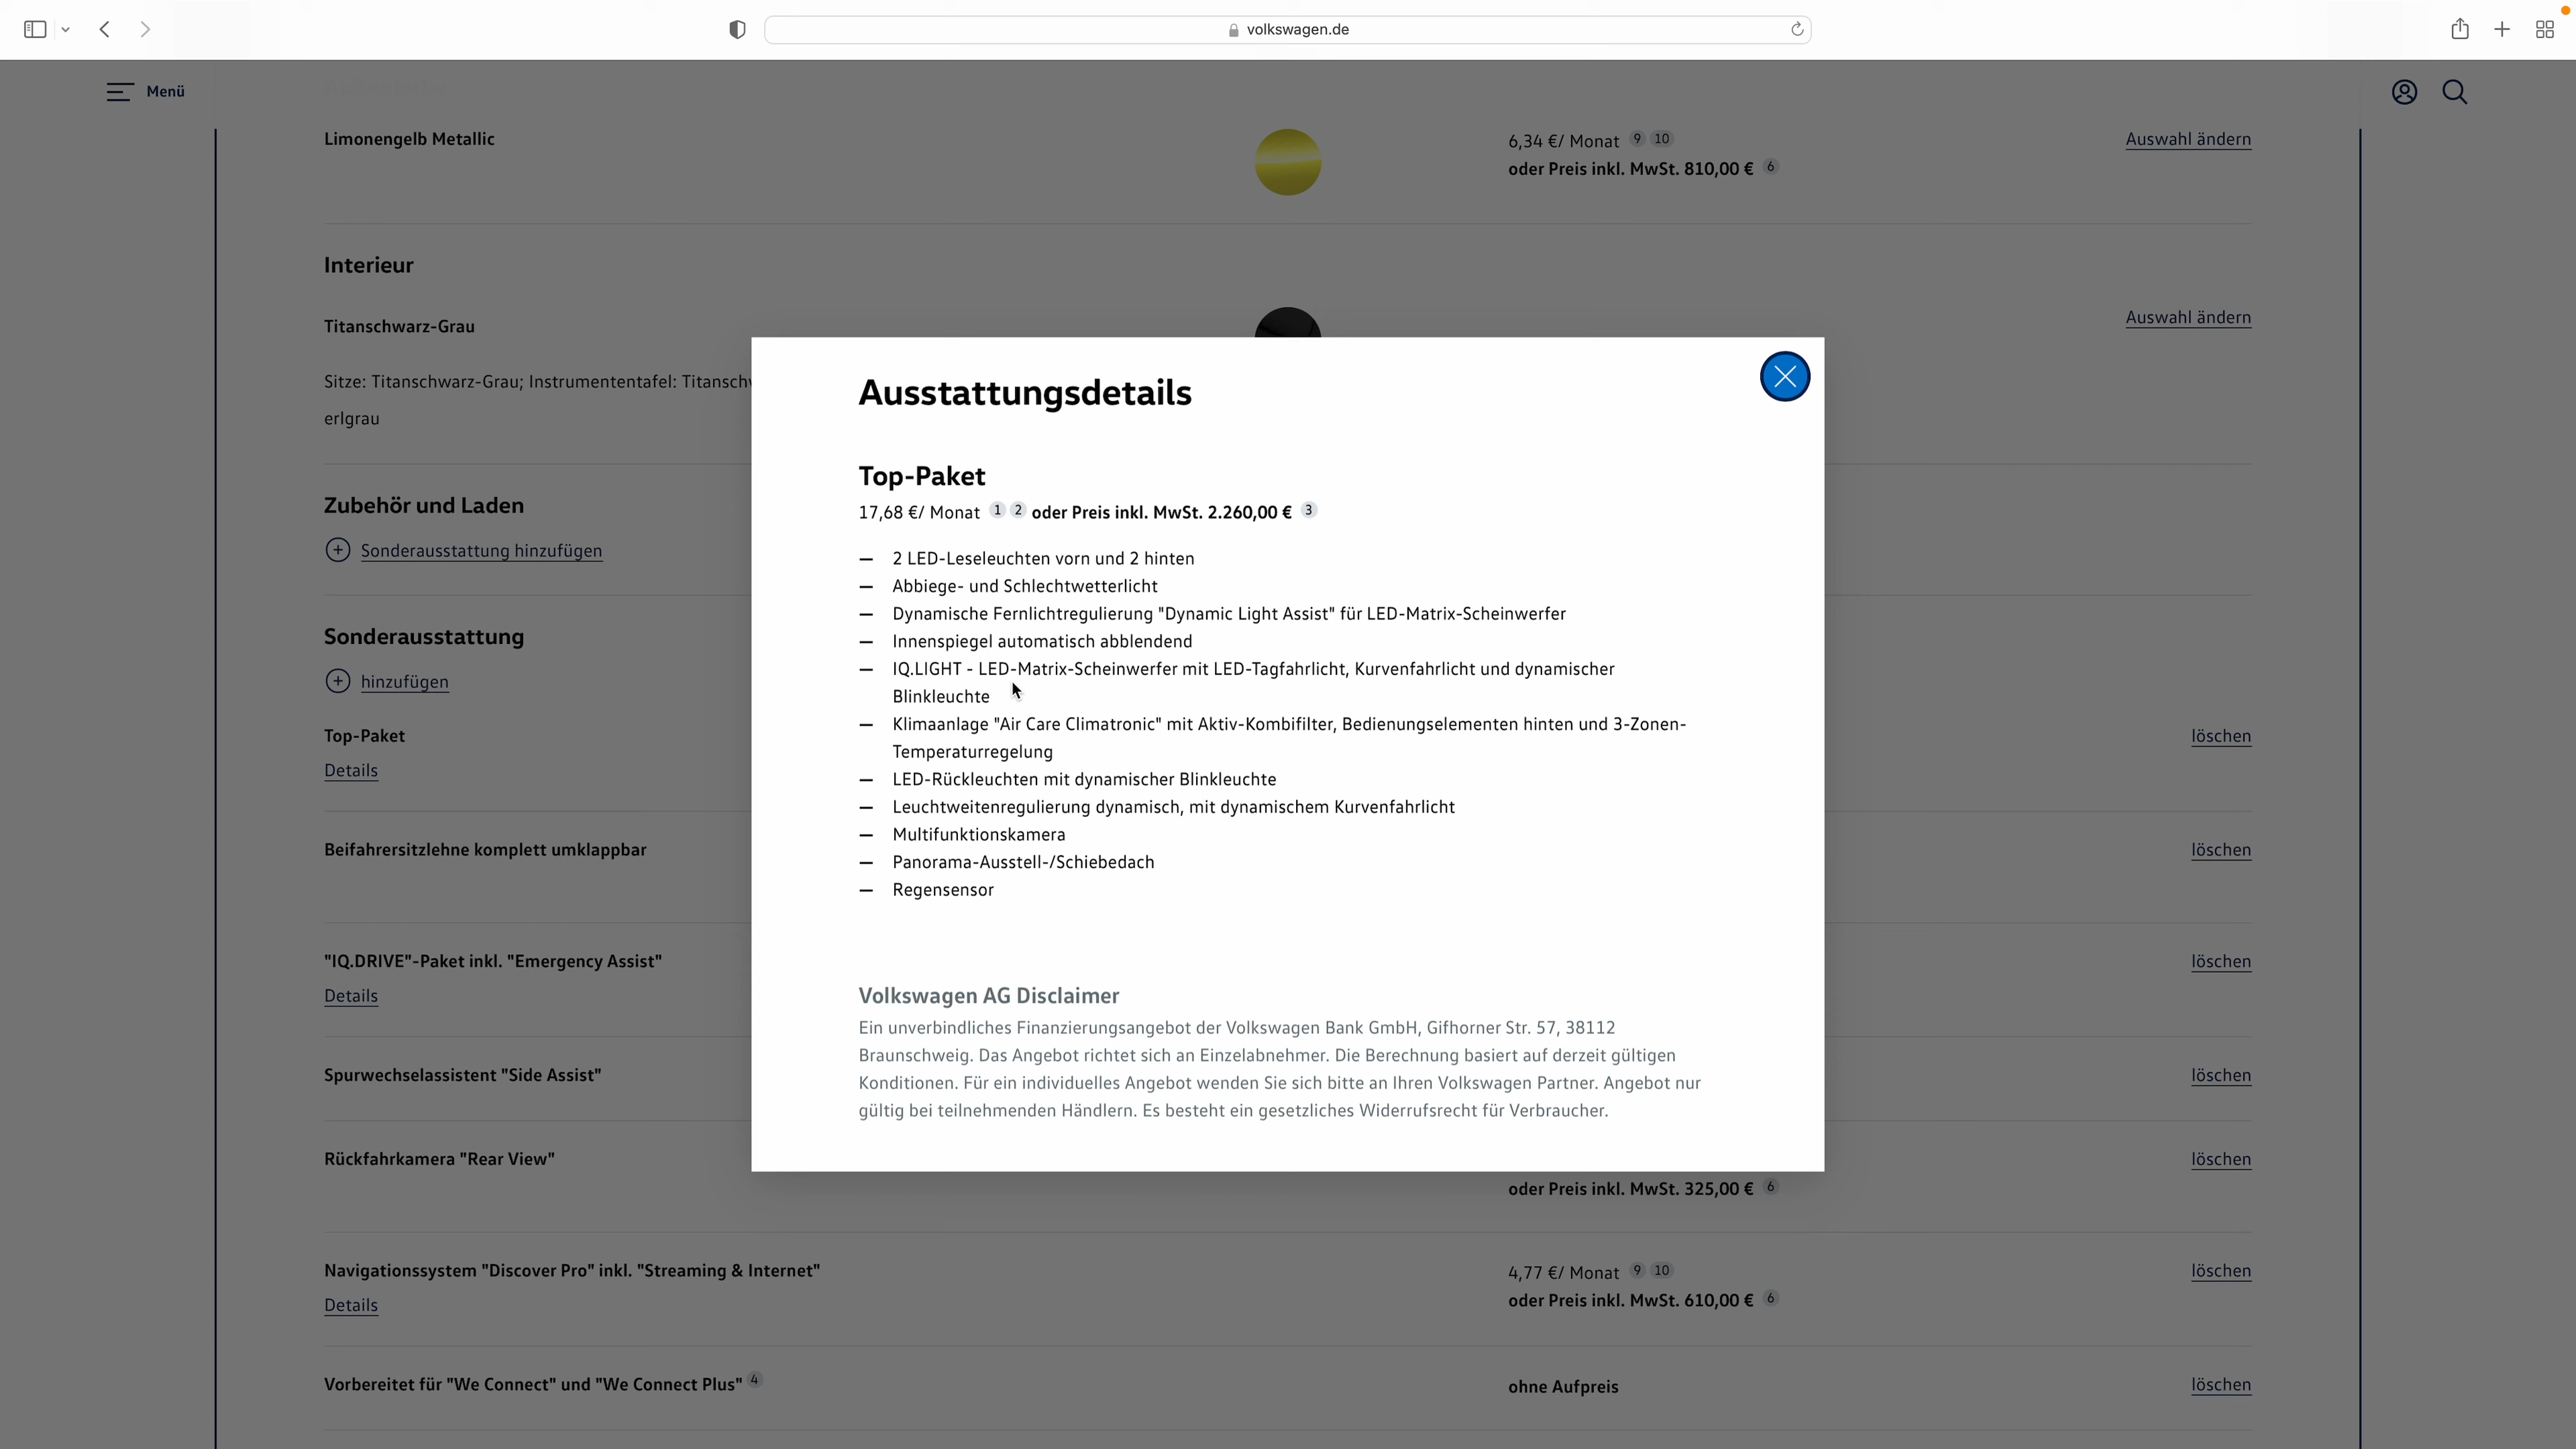 volkswagen.de
Menü
Limonengelb Metallic
6,34 €/ Monat 9 10
Auswahl ändern
oder Preis inkl. MwSt. 810,00 € 6
Interieur
Titanschwarz-Grau
Auswahl ändern
Sitze: Titanschwarz-Grau; Instrumententafel:
erlgrau
Zubehör und Laden
Sonderausstattung hinzufügen
Sonderausstattung
hinzufügen
Top-Paket
löschen
Details
Beifahrersitzlehne komplett umklappbar
löschen
"IQ.DRIVE"-Paket inkl. "Emergency Assist"
löschen
Details
Spurwechselassistent "Side Assist"
löschen
Rückfahrkamera "Rear View"
löschen
oder Preis inkl. MwSt. 325,00 € 6
Navigationssystem "Discover Pro" inkl. "Streaming & Internet"
4,77 €/ Monat 9 10
löschen
Details
oder Preis inkl. MwSt. 610,00 € 6
Vorbereitet für "We Connect" und "We Connect Plus" 4
ohne Aufpreis
löschen
Ausstattungsdetails
Top-Paket
17,68 €/ Monat 1 2 oder Preis inkl. MwSt. 2.260,00 € 3
— 2 LED-Leseleuchten vorn und 2 hinten
— Abbiege- und Schlechtwetterlicht
— Dynamische Fernlichtregulierung "Dynamic Light Assist" für LED-Matrix-Scheinwerfer
— Innenspiegel automatisch abblendend
— IQ.LIGHT - LED-Matrix-Scheinwerfer mit LED-Tagfahrlicht, Kurvenfahrlicht und dynamischer
Blinkleuchte
— Klimaanlage "Air Care Climatronic" mit Aktiv-Kombifilter, Bedienungselementen hinten und 3-Zonen-
Temperaturregelung
— LED-Rückleuchten mit dynamischer Blinkleuchte
— Leuchtweitenregulierung dynamisch, mit dynamischem Kurvenfahrlicht
— Multifunktionskamera
— Panorama-Ausstell-/Schiebedach
— Regensensor
Volkswagen AG Disclaimer
Ein unverbindliches Finanzierungsangebot der Volkswagen Bank GmbH, Gifhorner Str. 57, 38112
Braunschweig. Das Angebot richtet sich an Einzelabnehmer. Die Berechnung basiert auf derzeit gültigen
Konditionen. Für ein individuelles Angebot wenden Sie sich bitte an Ihren Volkswagen Partner. Angebot nur
gültig bei teilnehmenden Händlern. Es besteht ein gesetzliches Widerrufsrecht für Verbraucher.